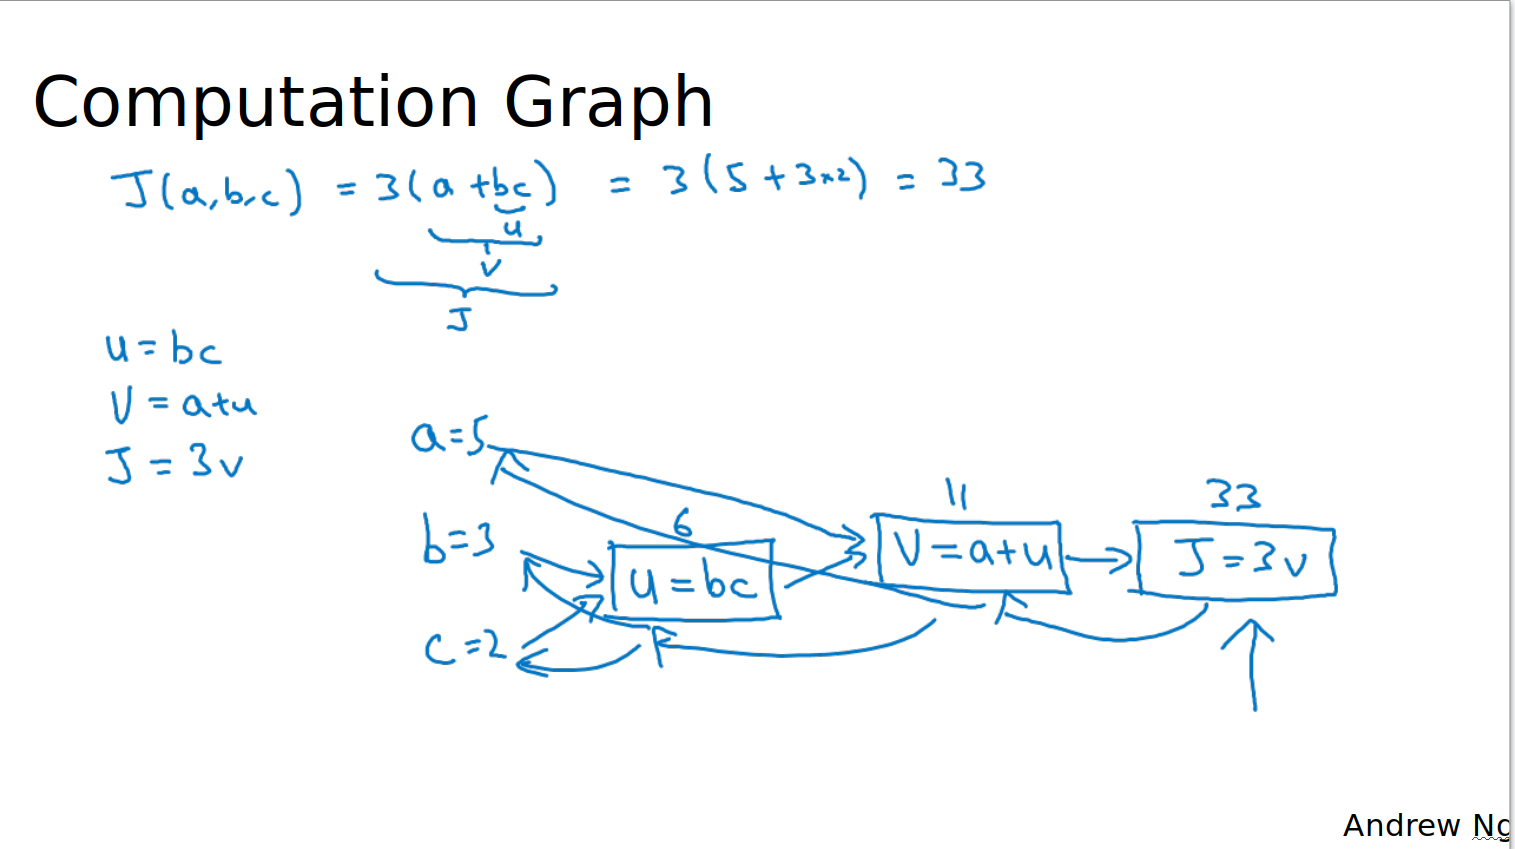 Computation Graph
J(a,b,c) = 3(a+bc) = 3(5+3×2) = 33
u
v
J
u = bc
V = a+u
J = 3v
a=5
11
33
b=3
6
V = a+u
J = 3v
u = bc
c=2
Andrew Ng